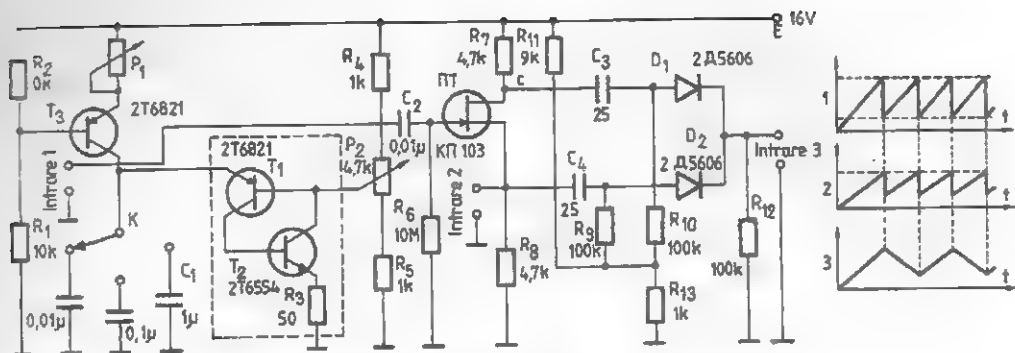 16V
E
R2
0k
P1
T3
2T6821
Intrare 1
R1
10k
K
0,01µ
0,1µ
C1
1µ
2T6821
T1
T2
2T6554
R3
50
R4
1k
P2
4,7k
R5
1k
C2
0,01µ
R6
10M
ПТ
КП 103
R7
4,7k
R11
9k
c
Intrare 2
R8
4,7k
C3
25
C4
25
R9
100k
R10
100k
R13
1k
D1
2Д5606
D2
2 Д5606
Intrare 3
R12
100k
1
t
2
t
3
t